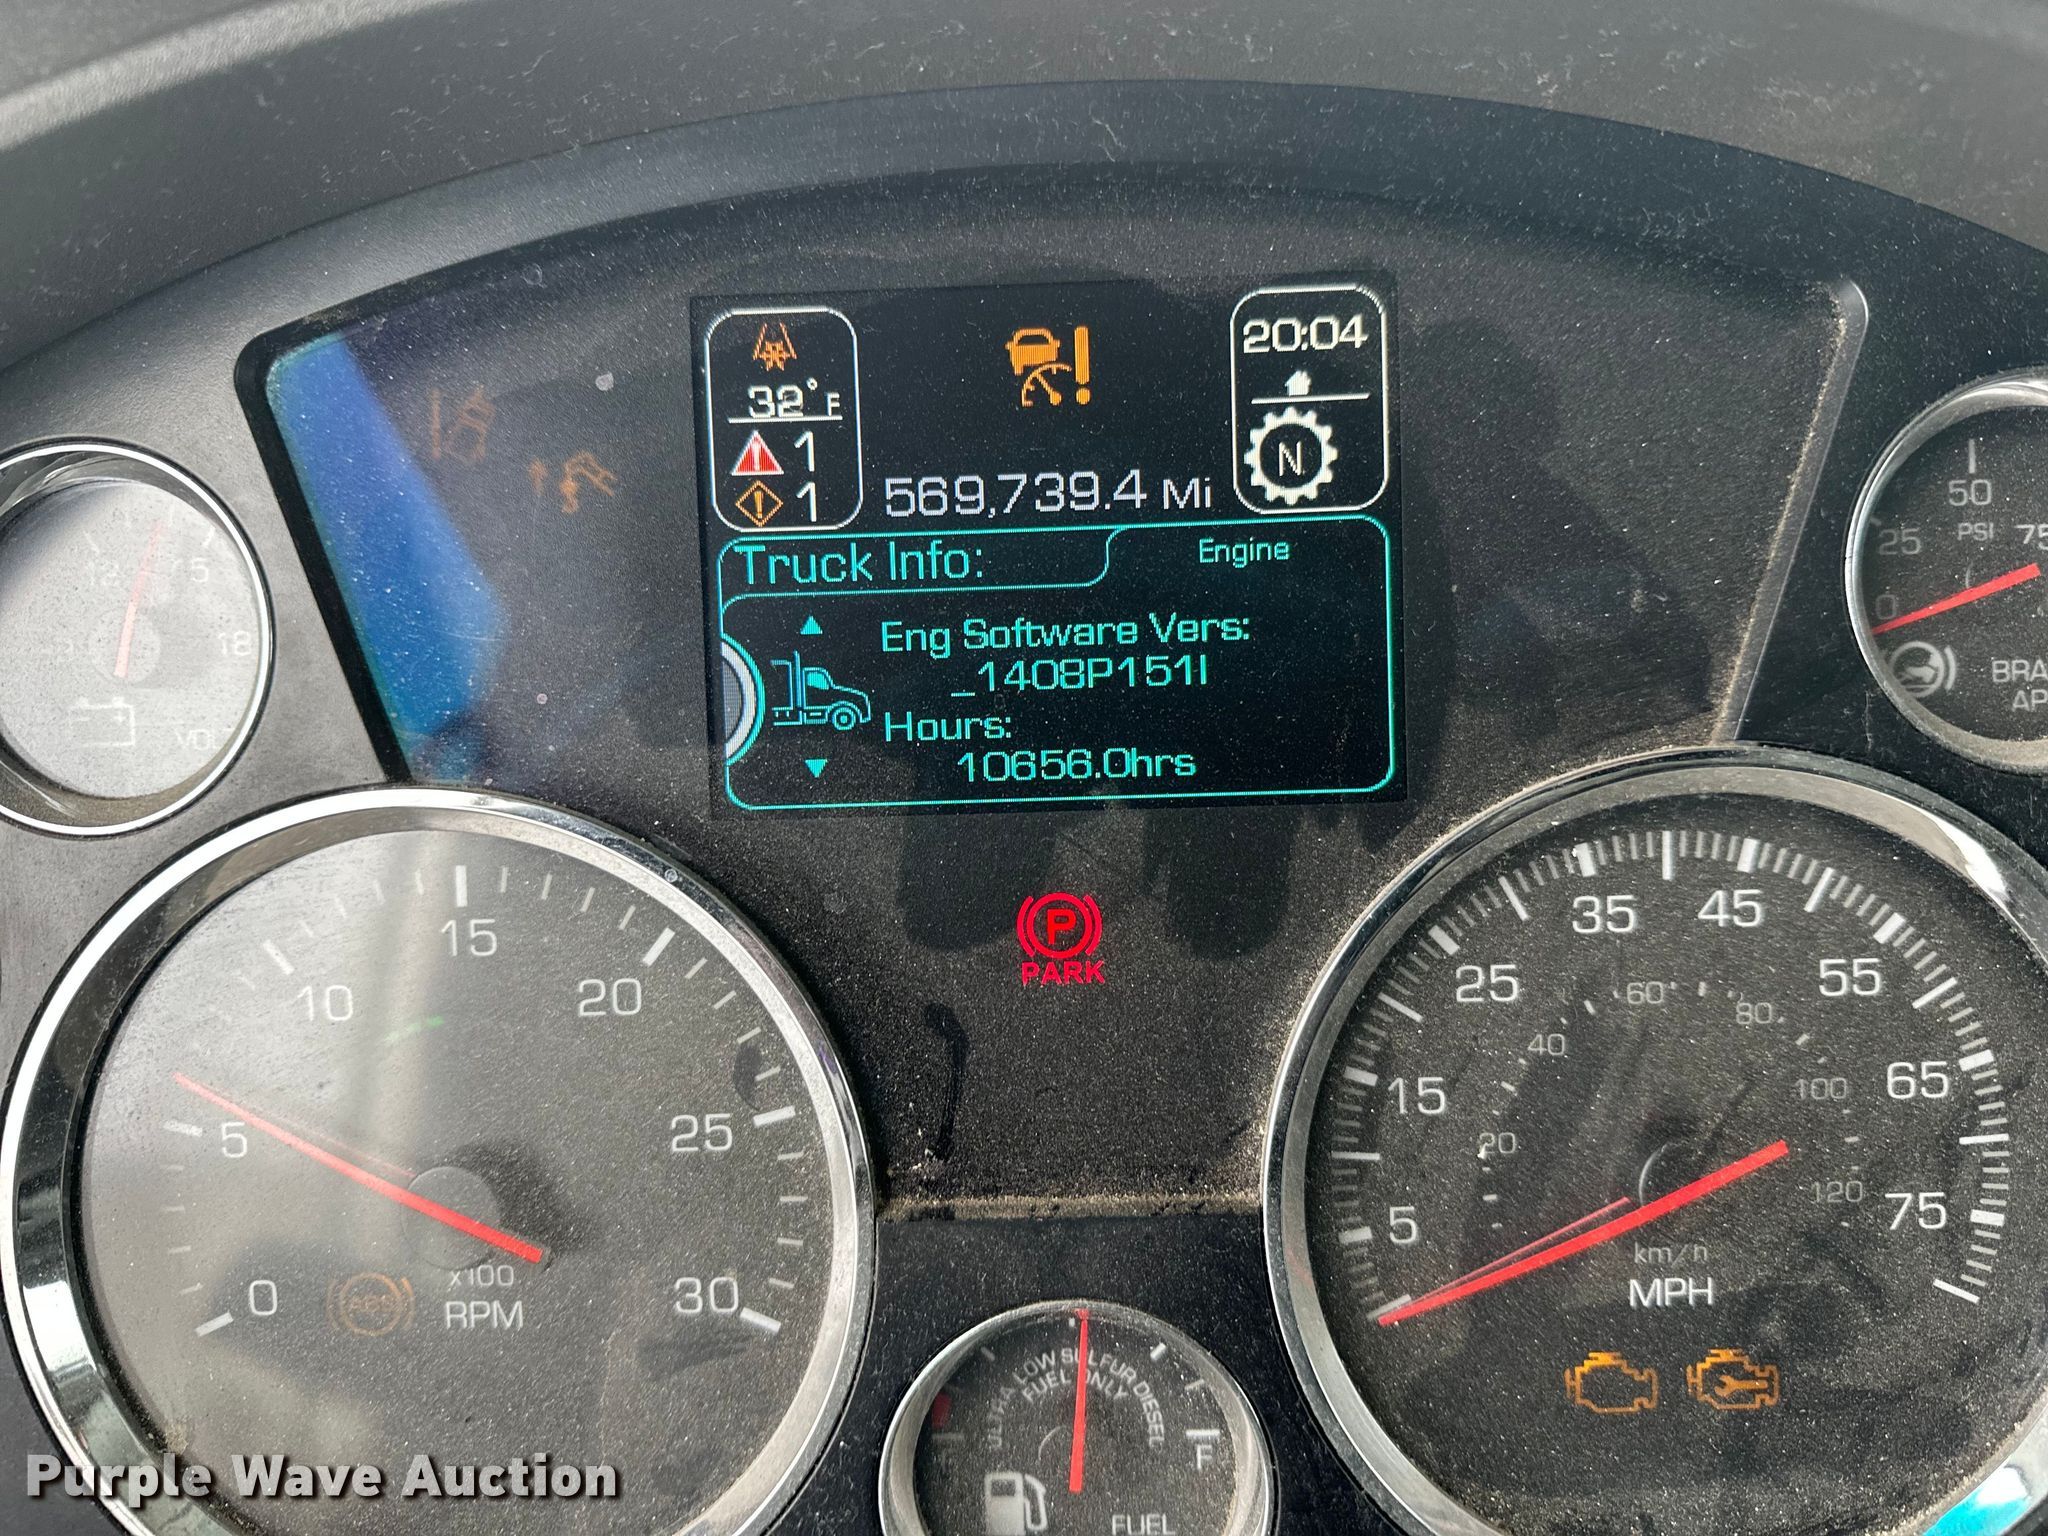 20:04
32°F
1
1
N
569,739.4 Mi
Truck Info:
Engine
Eng Software Vers:
_1408P151I
Hours:
10656.0hrs
18
50
25
PSI
75
0
PARK
15
10
20
5
25
0
30
ABS
x100
RPM
35
45
25
55
60
80
40
15
65
100
20
5
75
120
km/h
MPH
ULTRA LOW SULFUR DIESEL
FUEL ONLY
F
FUEL
Purple Wave Auction